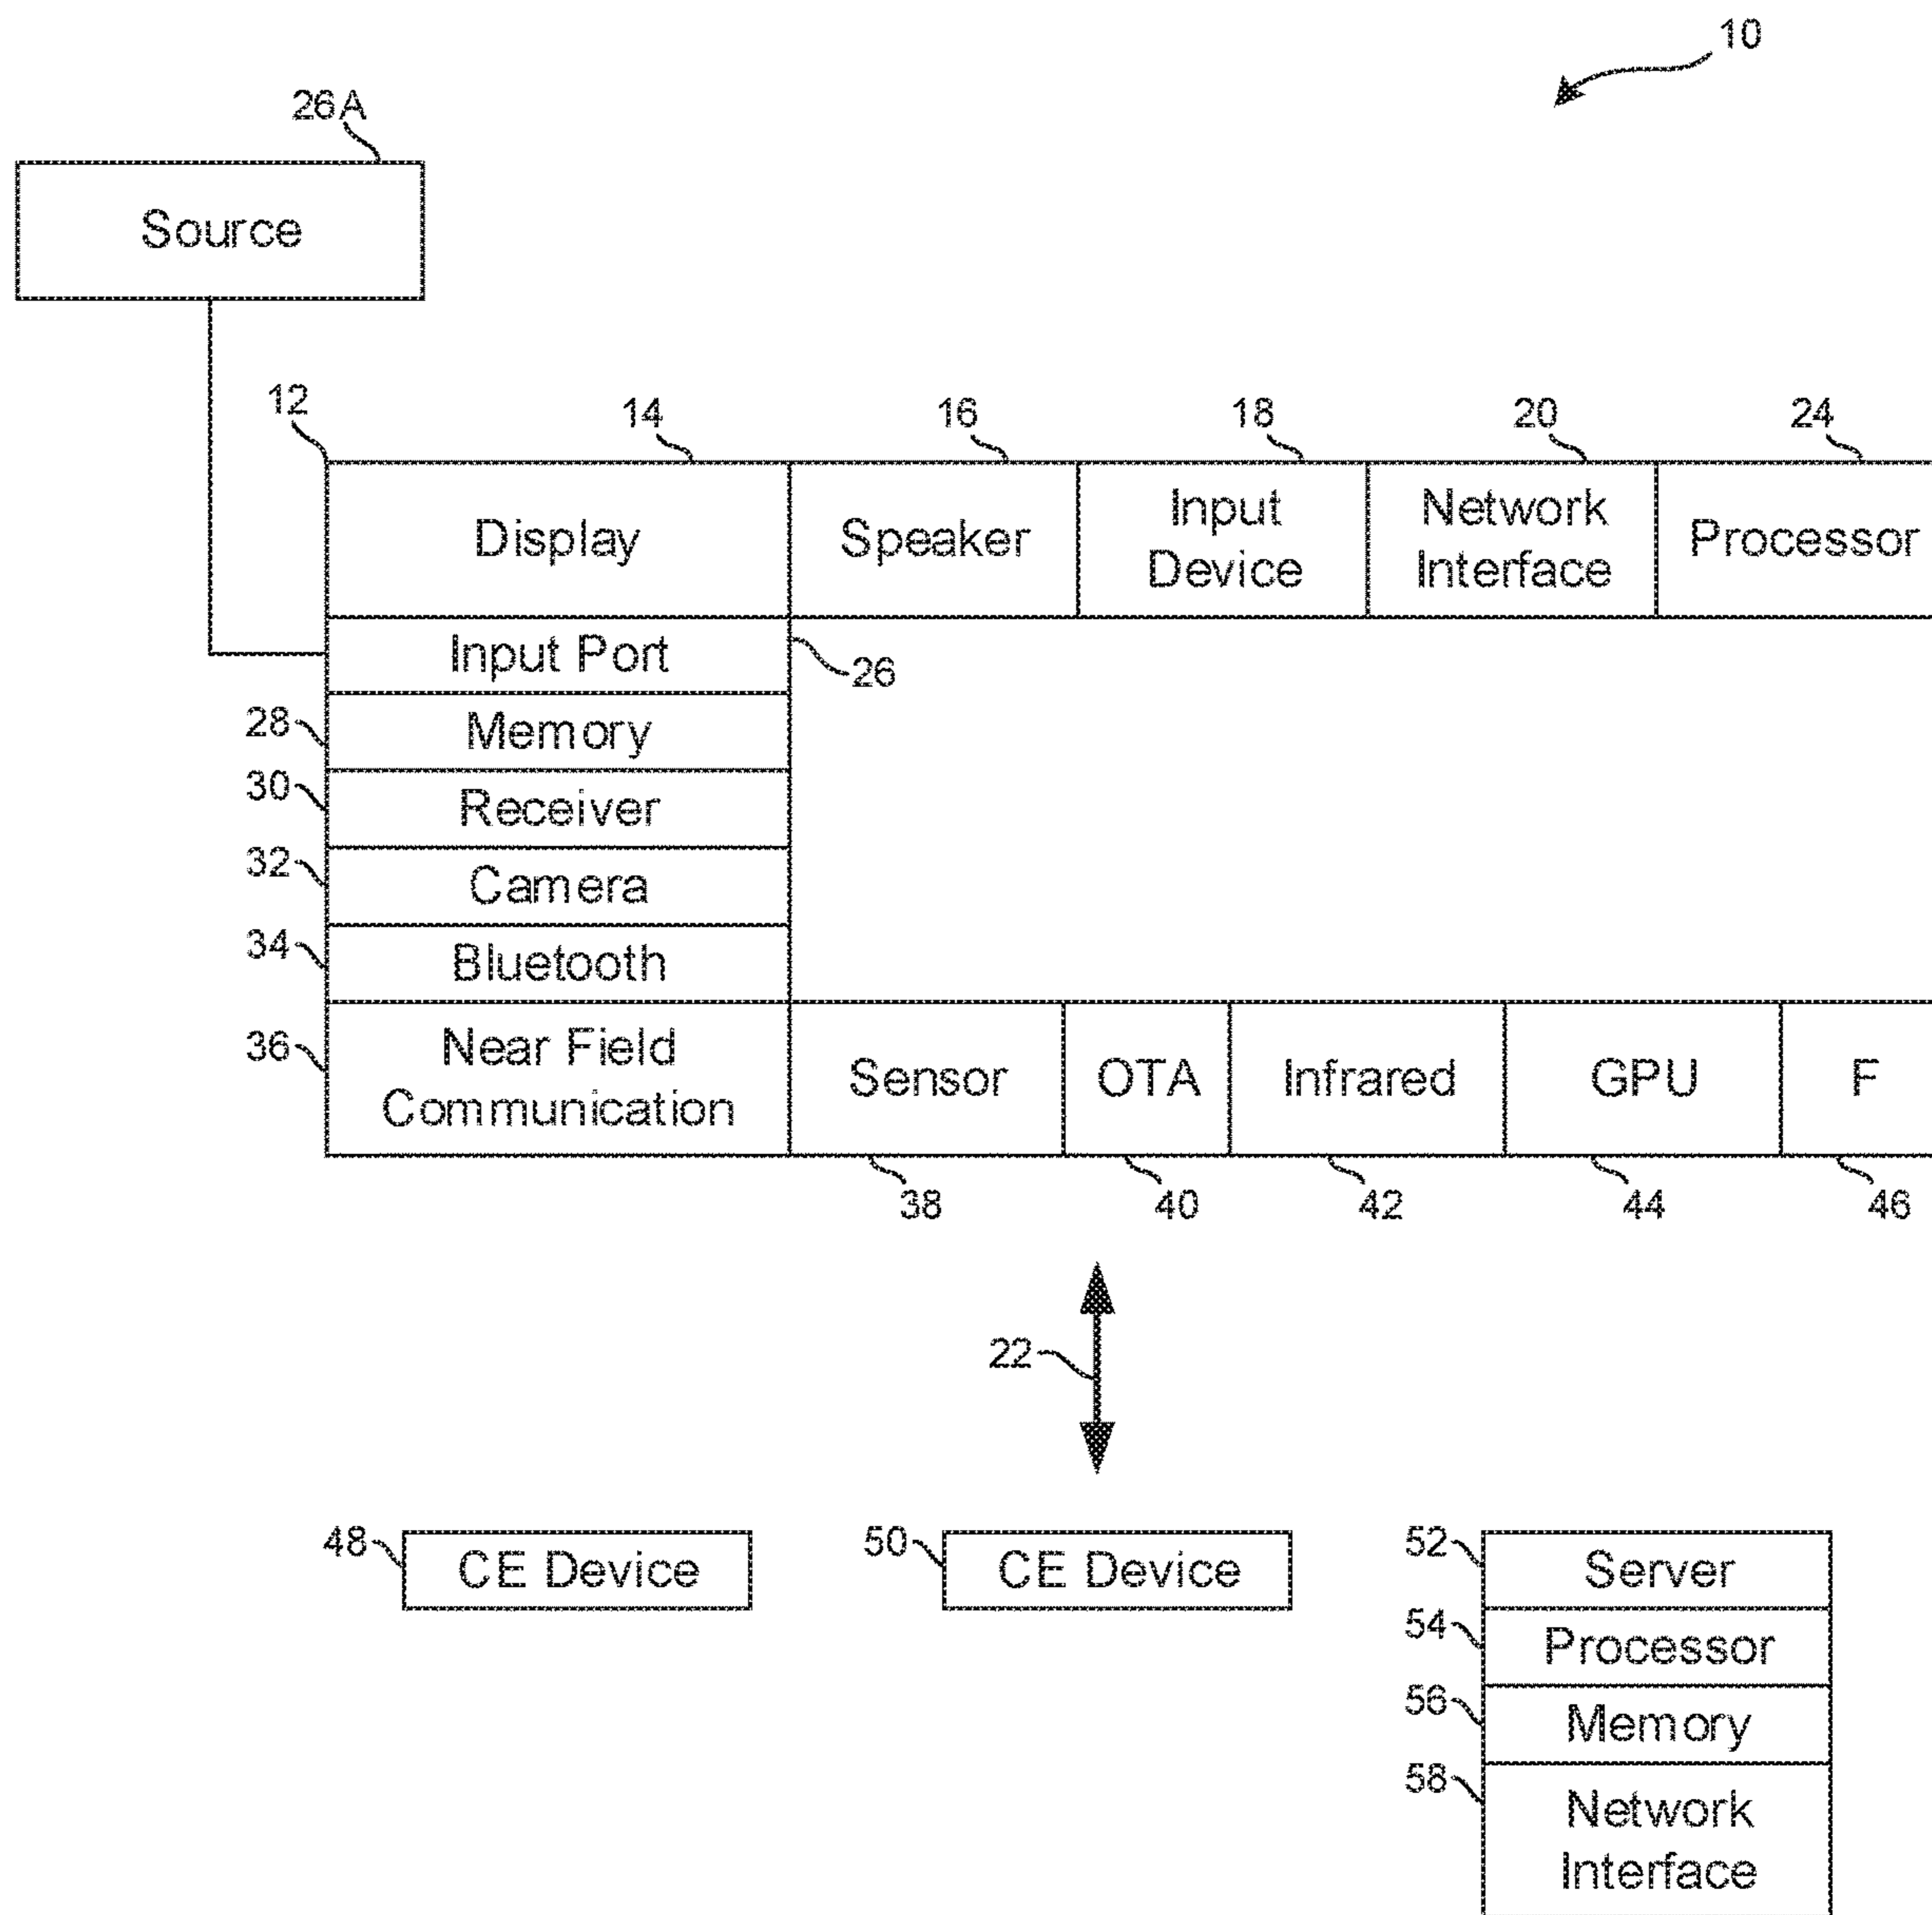 10
26A
Source
12
14
16
18
20
24
Display
Speaker
Input
Device
Network
Interface
Processor
Input Port
26
28
Memory
30
Receiver
32
Camera
34
Bluetooth
36
Near Field
Communication
Sensor
OTA
Infrared
GPU
F
38
40
42
44
46
22
48
CE Device
50
CE Device
52
Server
54
Processor
56
Memory
58
Network
Interface